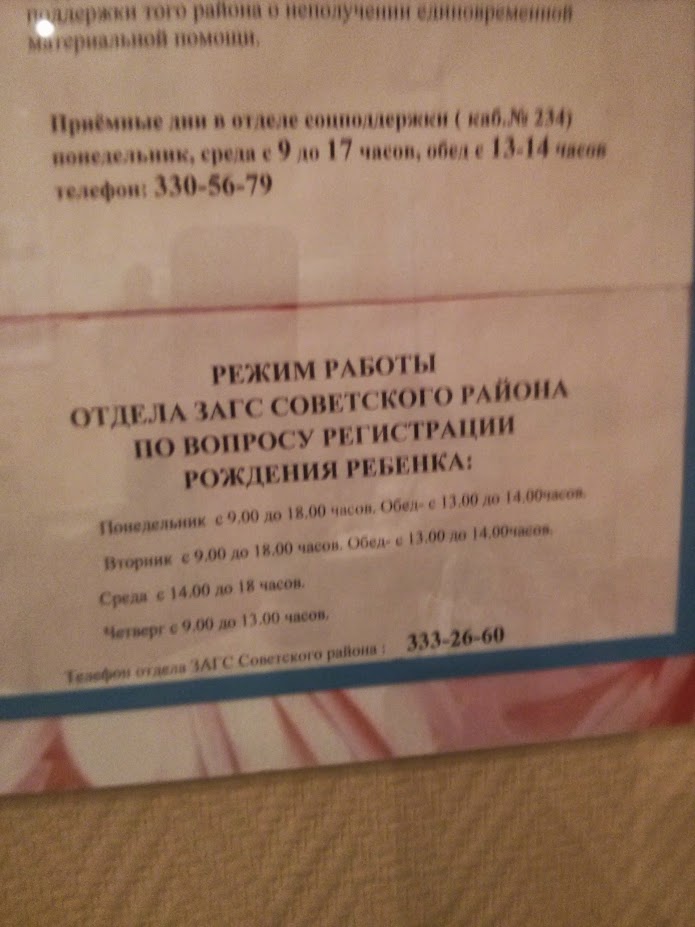 поддержки того района о неполучении единовременной
материальной помощи.
Приёмные дни в отделе соцподдержки ( каб.№ 234)
понедельник, среда с 9 до 17 часов, обед с 13-14 часов
телефон: 330-56-79
РЕЖИМ РАБОТЫ
ОТДЕЛА ЗАГС СОВЕТСКОГО РАЙОНА
ПО ВОПРОСУ РЕГИСТРАЦИИ
РОЖДЕНИЯ РЕБЕНКА:
Понедельник с 9.00 до 18.00 часов. Обед- с 13.00 до 14.00часов.
Вторник с 9.00 до 18.00 часов. Обед- с 13.00 до 14.00часов.
Среда с 14.00 до 18 часов.
Четверг с 9.00 до 13.00 часов.
Телефон отдела ЗАГС Советского района : 333-26-60